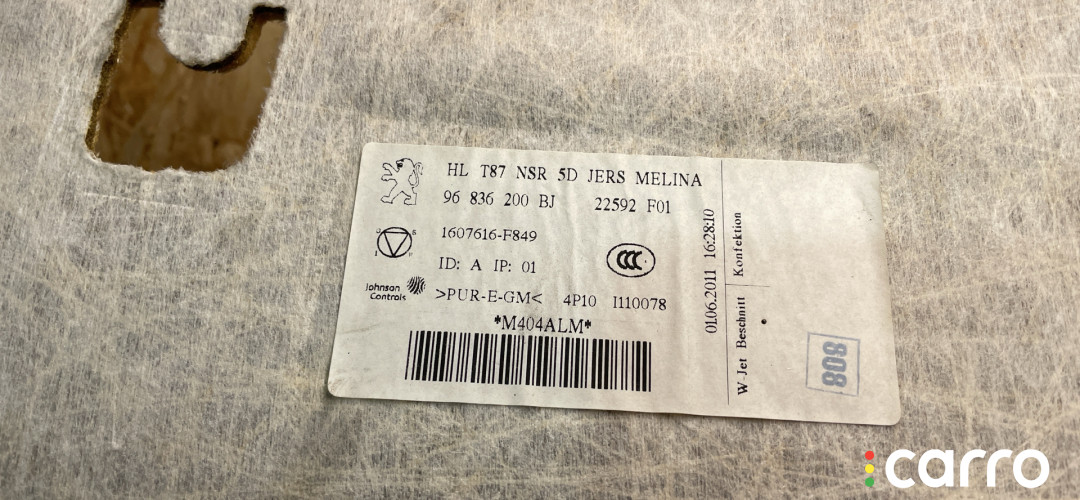 HL T87 NSR 5D JERS MELINA
96 836 200 BJ 22592 F01
1607616-F849
ID: A IP: 01
Johnson Controls
>PUR-E-GM< 4P10 I110078
*M404ALM*
CCC
01.06.2011 16:28:10
W-Jet Beschnitt Konfektion
808
carro